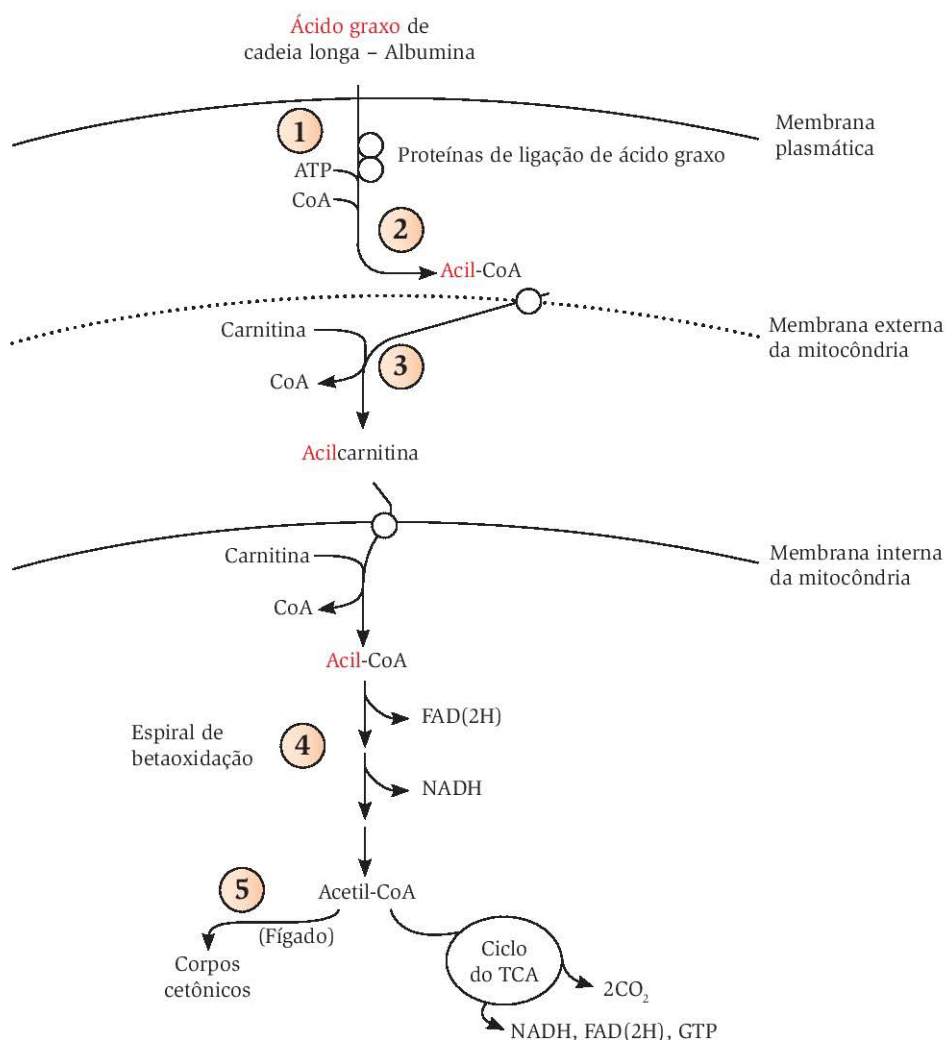 Ácido graxo de
cadeia longa – Albumina
1
Membrana
plasmática
Proteínas de ligação de ácido graxo
ATP
CoA
2
Acil-CoA
Membrana externa
da mitocôndria
Carnitina
3
CoA
Acilcarnitina
Membrana interna
da mitocôndria
Carnitina
CoA
Acil-CoA
FAD(2H)
Espiral de
betaoxidação
4
NADH
5
Acetil-CoA
(Fígado)
Corpos
cetônicos
Ciclo
do TCA
2CO₂
NADH, FAD(2H), GTP